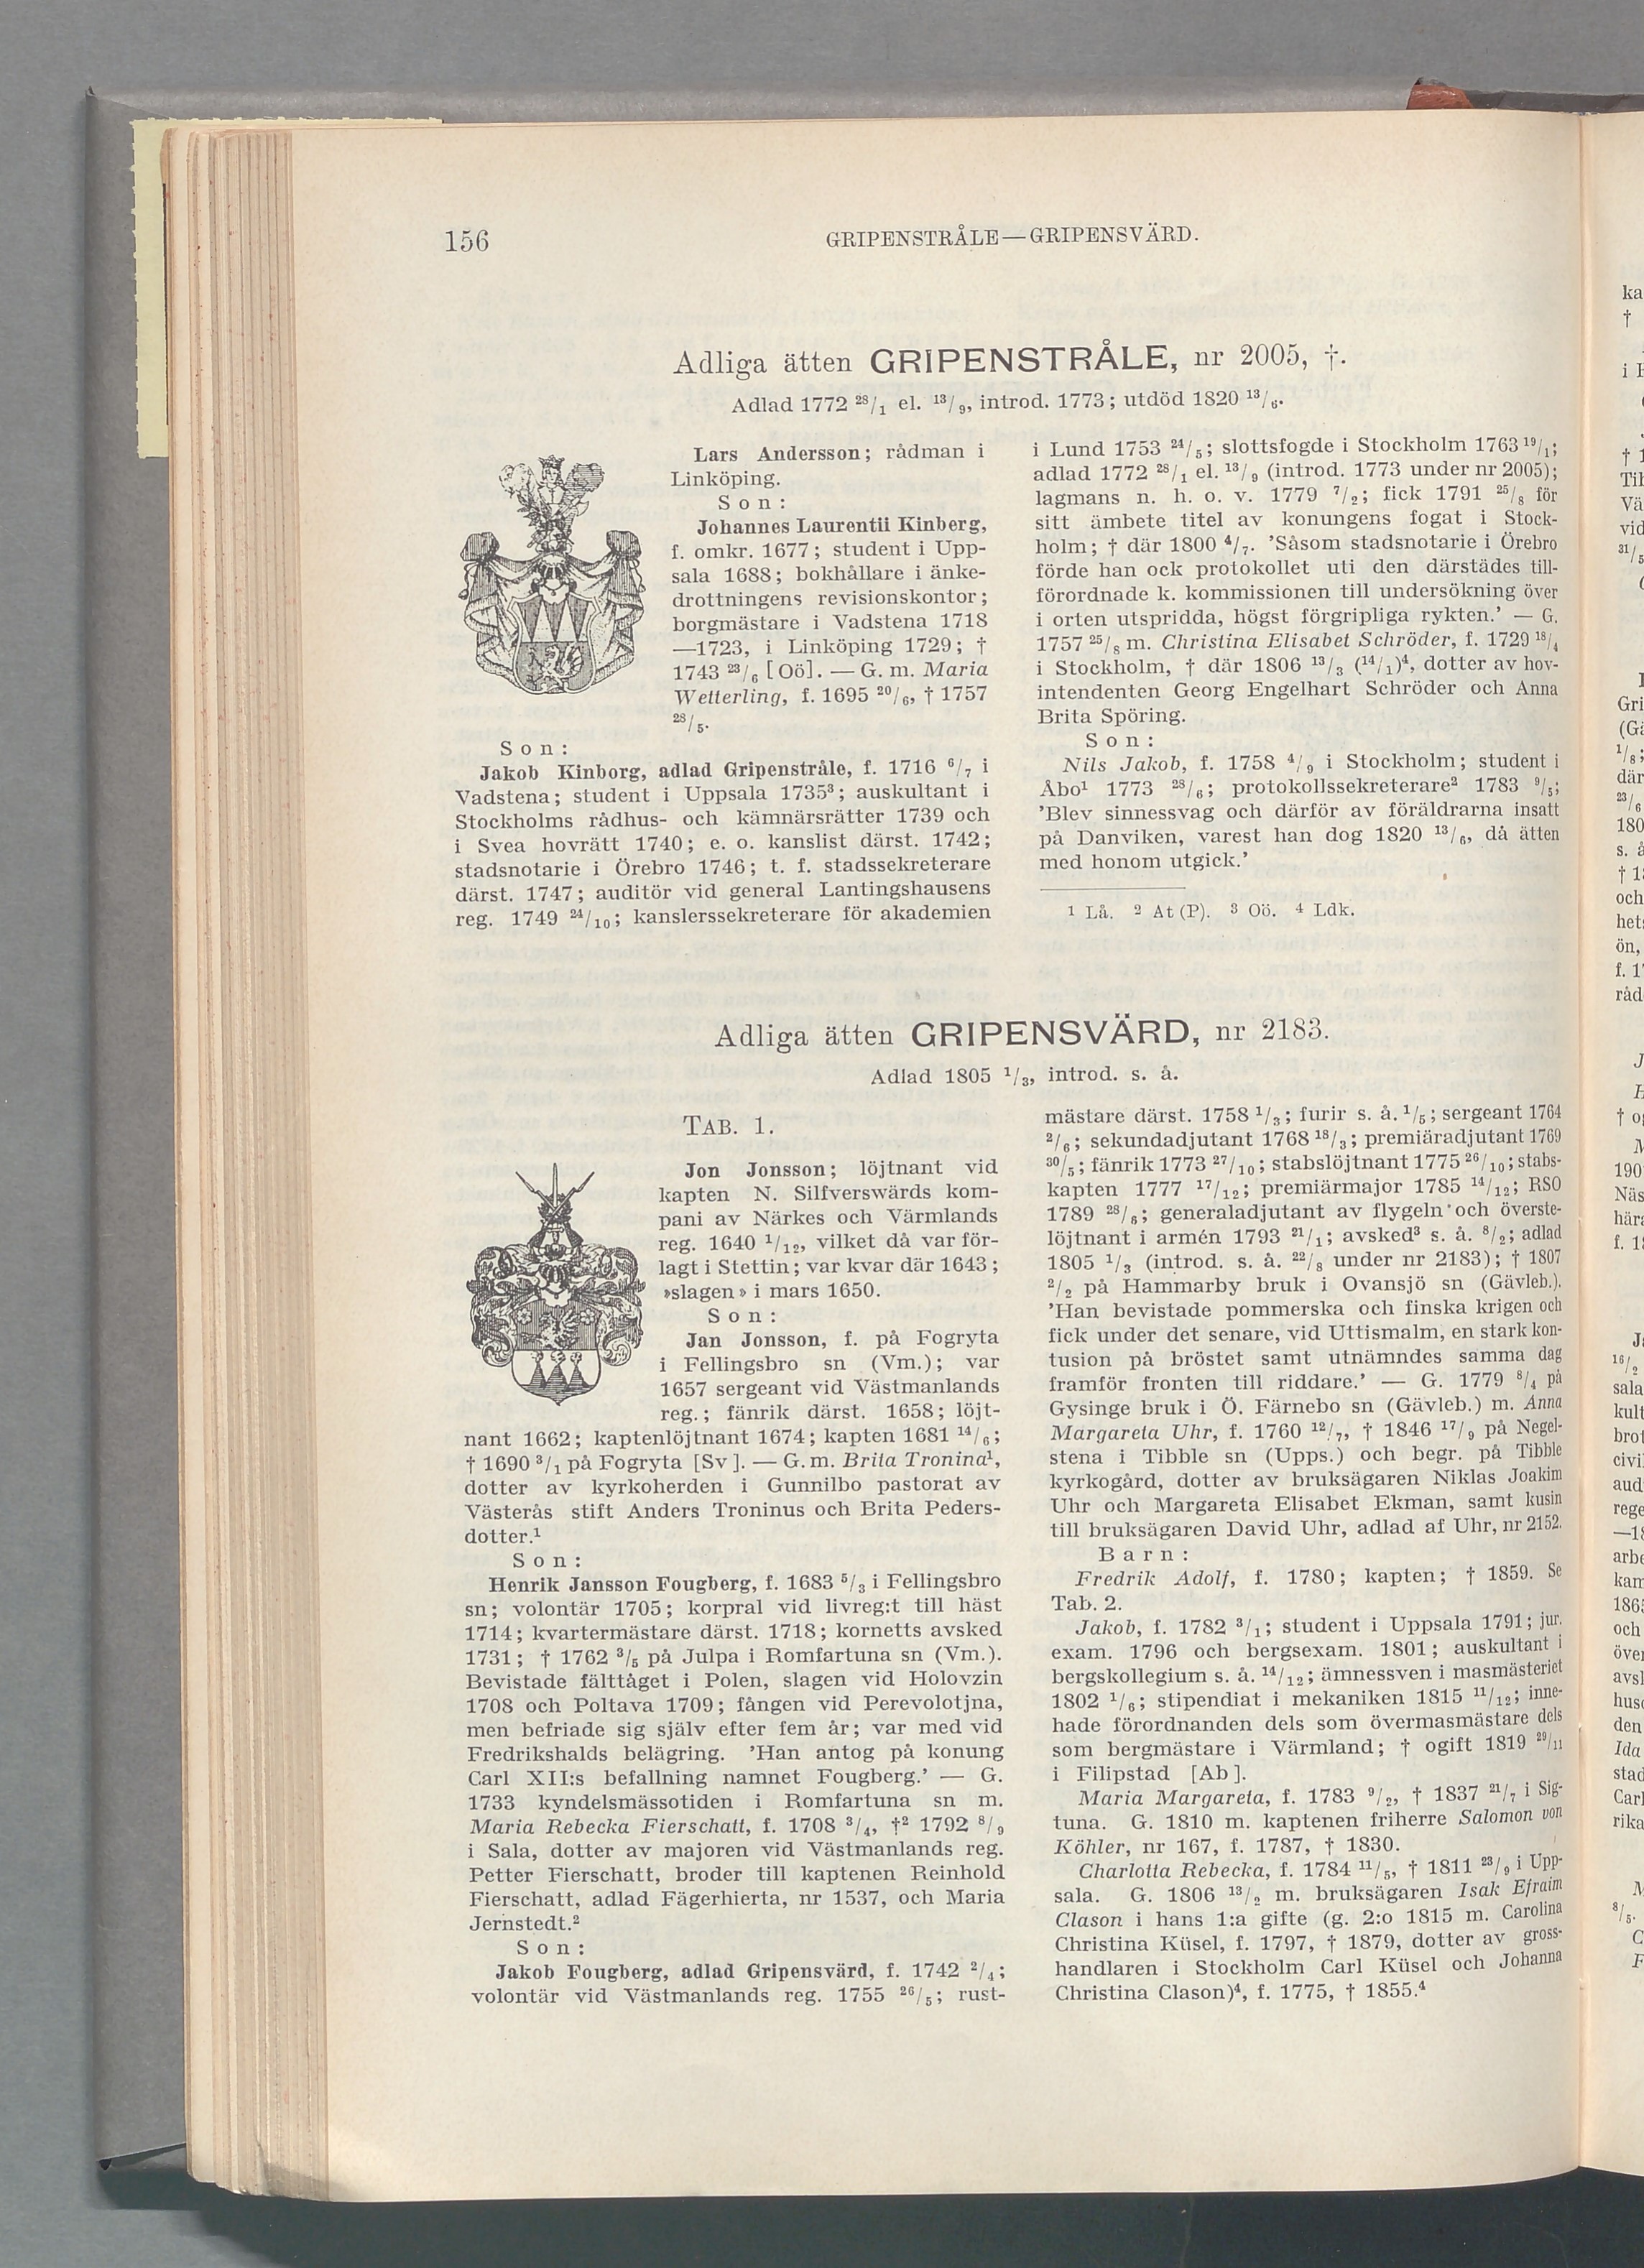 156
GRIPENSTRÅLE—GRIPENSVÄRD.
Adliga ätten GRIPENSTRÅLE, nr 2005, †.
Adlad 1772 28/1 el. 13/9, introd. 1773; utdöd 1820 13/6.
Lars Andersson; rådman i
Linköping.
Son:
Johannes Laurentii Kinberg,
f. omkr. 1677; student i Upp-
sala 1688; bokhållare i änke-
drottningens revisionskontor;
borgmästare i Vadstena 1718
—1723, i Linköping 1729; †
1743 23/6 [Oö]. — G. m. Maria
Wetterling, f. 1695 20/6, † 1757
28/5.
Son:
Jakob Kinborg, adlad Gripenstråle, f. 1716 6/7 i
Vadstena; student i Uppsala 1735³; auskultant i
Stockholms rådhus- och kämnärsrätter 1739 och
i Svea hovrätt 1740; e. o. kanslist därst. 1742;
stadsnotarie i Örebro 1746; t. f. stadssekreterare
därst. 1747; auditör vid general Lantingshausens
reg. 1749 24/10; kanslerssekreterare för akademien
i Lund 1753 24/5; slottsfogde i Stockholm 1763 19/1;
adlad 1772 28/1 el. 13/9 (introd. 1773 under nr 2005);
lagmans n. h. o. v. 1779 7/2; fick 1791 25/8 för
sitt ämbete titel av konungens fogat i Stock-
holm; † där 1800 4/7. 'Såsom stadsnotarie i Örebro
förde han ock protokollet uti den därstädes till-
förordnade k. kommissionen till undersökning över
i orten utspridda, högst förgripliga rykten.' — G.
1757 25/8 m. Christina Elisabet Schröder, f. 1729 18/4
i Stockholm, † där 1806 13/3 (14/1)⁴, dotter av hov-
intendenten Georg Engelhart Schröder och Anna
Brita Spöring.
Son:
Nils Jakob, f. 1758 4/9 i Stockholm; student i
Åbo¹ 1773 28/6; protokollssekreterare² 1783 9/5;
'Blev sinnessvag och därför av föräldrarna insatt
på Danviken, varest han dog 1820 13/6, då ätten
med honom utgick.'
1 Lå. 2 At (P). 3 Oö. 4 Ldk.
Adliga ätten GRIPENSVÄRD, nr 2183.
Adlad 1805 1/3, introd. s. å.
TAB. 1.
Jon Jonsson; löjtnant vid
kapten N. Silfverswärds kom-
pani av Närkes och Värmlands
reg. 1640 1/12, vilket då var för-
lagt i Stettin; var kvar där 1643;
»slagen» i mars 1650.
Son:
Jan Jonsson, f. på Fogryta
i Fellingsbro sn (Vm.); var
1657 sergeant vid Västmanlands
reg.; fänrik därst. 1658; löjt-
nant 1662; kaptenlöjtnant 1674; kapten 1681 14/6;
† 1690 3/1 på Fogryta [Sv]. — G. m. Brita Tronina¹,
dotter av kyrkoherden i Gunnilbo pastorat av
Västerås stift Anders Troninus och Brita Peders-
dotter.¹
Son:
Henrik Jansson Fougberg, f. 1683 5/3 i Fellingsbro
sn; volontär 1705; korpral vid livreg:t till häst
1714; kvartermästare därst. 1718; kornetts avsked
1731; † 1762 3/5 på Julpa i Romfartuna sn (Vm.).
Bevistade fälttåget i Polen, slagen vid Holovzin
1708 och Poltava 1709; fången vid Perevolotjna,
men befriade sig själv efter fem år; var med vid
Fredrikshalds belägring. 'Han antog på konung
Carl XII:s befallning namnet Fougberg.' — G.
1733 kyndelsmässotiden i Romfartuna sn m.
Maria Rebecka Fierschatt, f. 1708 3/4, †² 1792 8/9
i Sala, dotter av majoren vid Västmanlands reg.
Petter Fierschatt, broder till kaptenen Reinhold
Fierschatt, adlad Fägerhierta, nr 1537, och Maria
Jernstedt.²
Son:
Jakob Fougberg, adlad Gripensvärd, f. 1742 2/4;
volontär vid Västmanlands reg. 1755 26/5; rust-
mästare därst. 1758 1/3; furir s. å. 1/5; sergeant 1764
2/6; sekundadjutant 1768 18/3; premiäradjutant 1769
30/5; fänrik 1773 27/10; stabslöjtnant 1775 26/10; stabs-
kapten 1777 17/12; premiärmajor 1785 14/12; RSO
1789 28/6; generaladjutant av flygeln och överste-
löjtnant i armén 1793 21/1; avsked³ s. å. 8/2; adlad
1805 1/3 (introd. s. å. 22/8 under nr 2183); † 1807
2/2 på Hammarby bruk i Ovansjö sn (Gävleb.).
'Han bevistade pommerska och finska krigen och
fick under det senare, vid Uttismalm, en stark kon-
tusion på bröstet samt utnämndes samma dag
framför fronten till riddare.' — G. 1779 8/4 på
Gysinge bruk i Ö. Färnebo sn (Gävleb.) m. Anna
Margareta Uhr, f. 1760 12/7, † 1846 17/9 på Negel-
stena i Tibble sn (Upps.) och begr. på Tibble
kyrkogård, dotter av bruksägaren Niklas Joakim
Uhr och Margareta Elisabet Ekman, samt kusin
till bruksägaren David Uhr, adlad af Uhr, nr 2152.
Barn:
Fredrik Adolf, f. 1780; kapten; † 1859. Se
Tab. 2.
Jakob, f. 1782 3/1; student i Uppsala 1791; jur.
exam. 1796 och bergsexam. 1801; auskultant i
bergskollegium s. å. 14/12; ämnessven i masmästeriet
1802 1/6; stipendiat i mekaniken 1815 11/12; inne-
hade förordnanden dels som övermasmästare dels
som bergmästare i Värmland; † ogift 1819 29/11
i Filipstad [Ab].
Maria Margareta, f. 1783 9/2, † 1837 21/7 i Sig-
tuna. G. 1810 m. kaptenen friherre Salomon von
Köhler, nr 167, f. 1787, † 1830.
Charlotta Rebecka, f. 1784 11/5, † 1811 23/9 i Upp-
sala. G. 1806 13/2 m. bruksägaren Isak Efraim
Clason i hans 1:a gifte (g. 2:o 1815 m. Carolina
Christina Küsel, f. 1797, † 1879, dotter av gross-
handlaren i Stockholm Carl Küsel och Johanna
Christina Clason)⁴, f. 1775, † 1855.⁴